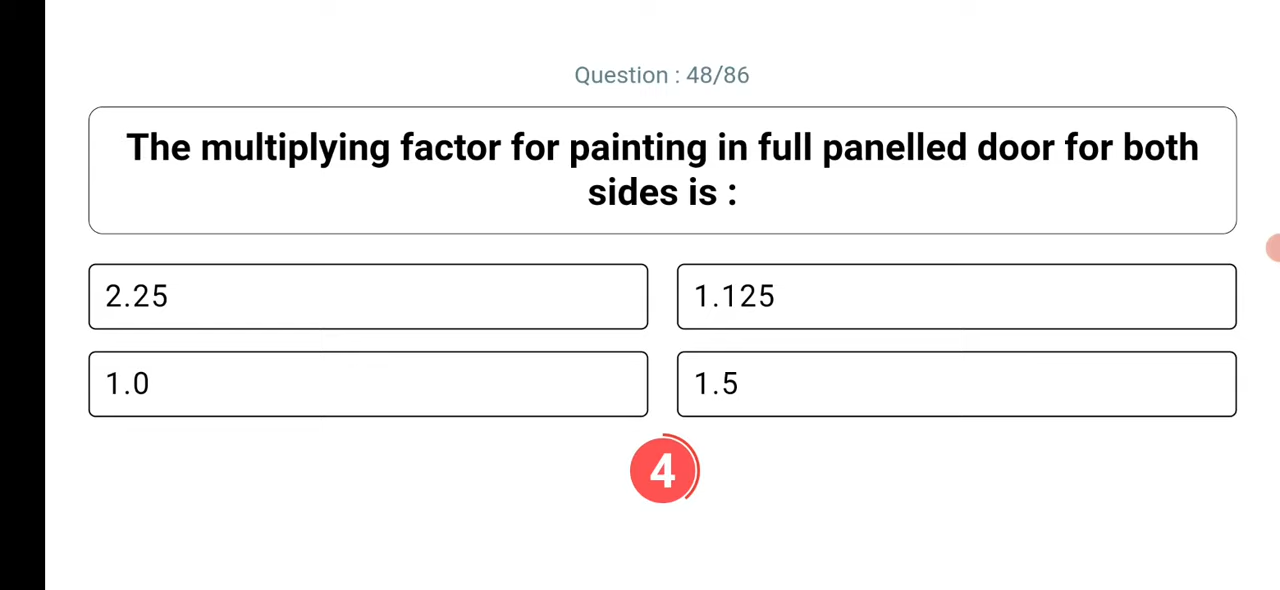 Question : 48/86
The multiplying factor for painting in full panelled door for both
sides is :
2.25
1.125
1.0
1.5
4